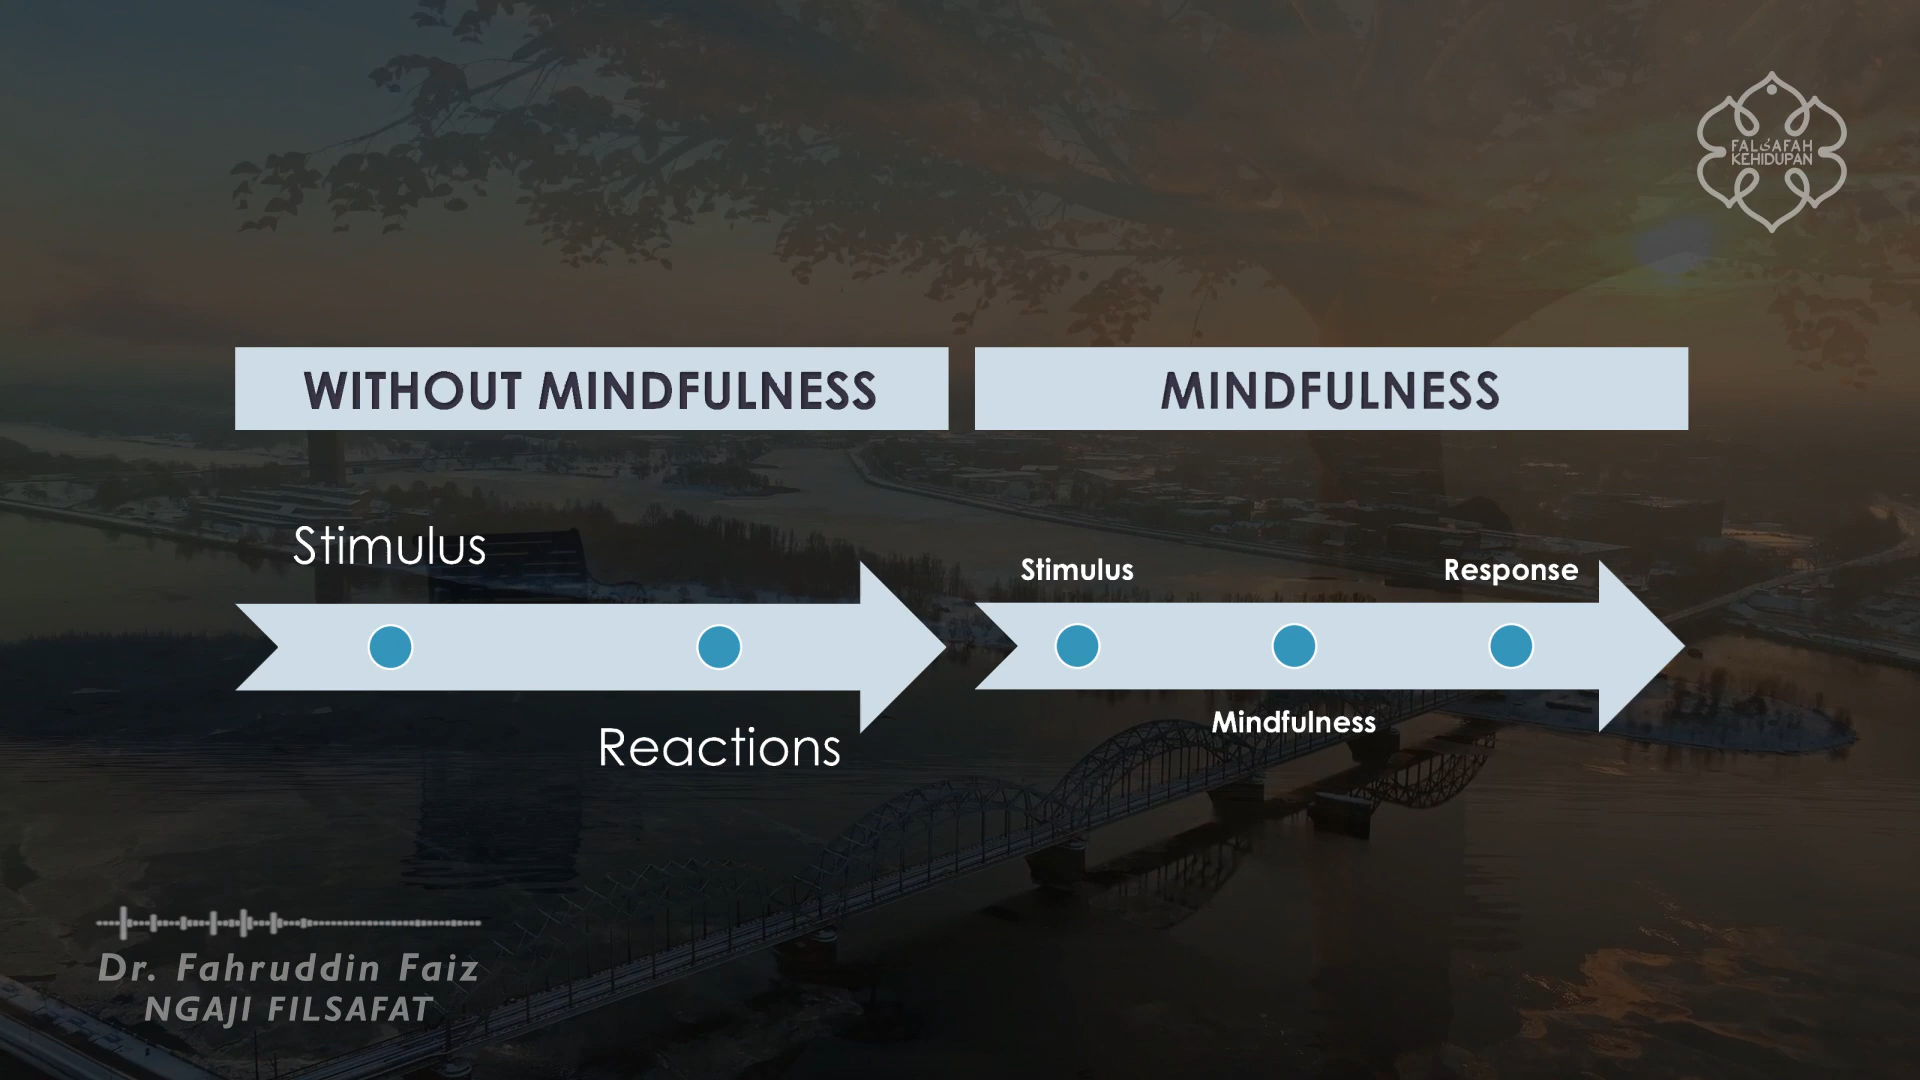 FALSAFAH
KEHIDUPAN
WITHOUT MINDFULNESS
MINDFULNESS
Stimulus
Reactions
Stimulus
Response
Mindfulness
Dr. Fahruddin Faiz
NGAJI FILSAFAT